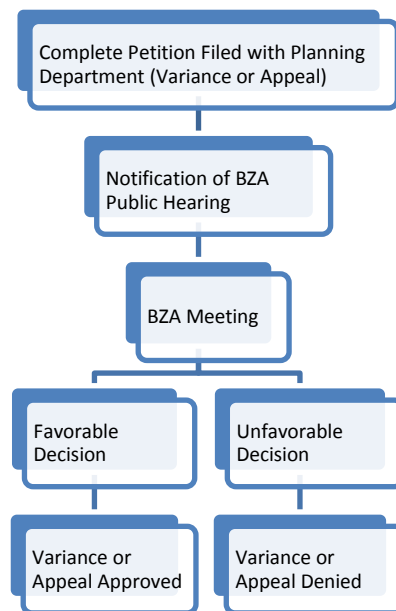 Complete Petition Filed with Planning
Department (Variance or Appeal)
Notification of BZA
Public Hearing
BZA Meeting
Favorable
Decision
Unfavorable
Decision
Variance or
Appeal Approved
Variance or
Appeal Denied